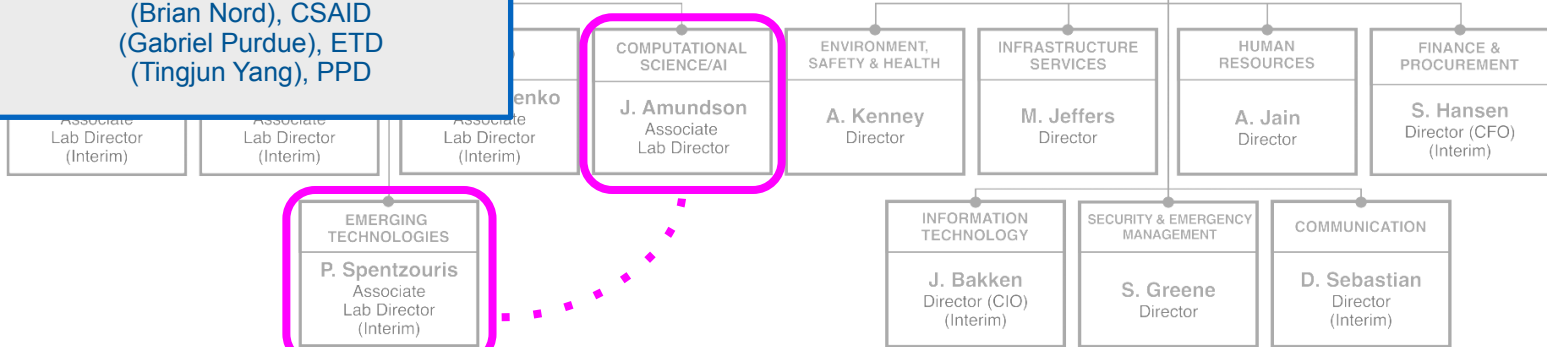 (Brian Nord), CSAID
(Gabriel Purdue), ETD
(Tingjun Yang), PPD
Associate
Lab Director
(Interim)
Associate
Lab Director
(Interim)
enko
Associate
Lab Director
(Interim)
COMPUTATIONAL
SCIENCE/AI
J. Amundson
Associate
Lab Director
ENVIRONMENT,
SAFETY & HEALTH
A. Kenney
Director
INFRASTRUCTURE
SERVICES
M. Jeffers
Director
HUMAN
RESOURCES
A. Jain
Director
FINANCE &
PROCUREMENT
S. Hansen
Director (CFO)
(Interim)
EMERGING
TECHNOLOGIES
P. Spentzouris
Associate
Lab Director
(Interim)
INFORMATION
TECHNOLOGY
J. Bakken
Director (CIO)
(Interim)
SECURITY & EMERGENCY
MANAGEMENT
S. Greene
Director
COMMUNICATION
D. Sebastian
Director
(Interim)